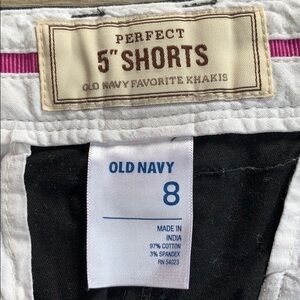 PERFECT
5" SHORTS
OLD NAVY FAVORITE KHAKIS
OLD NAVY
8
MADE IN
INDIA
97% COTTON
3% SPANDEX
RN 54023